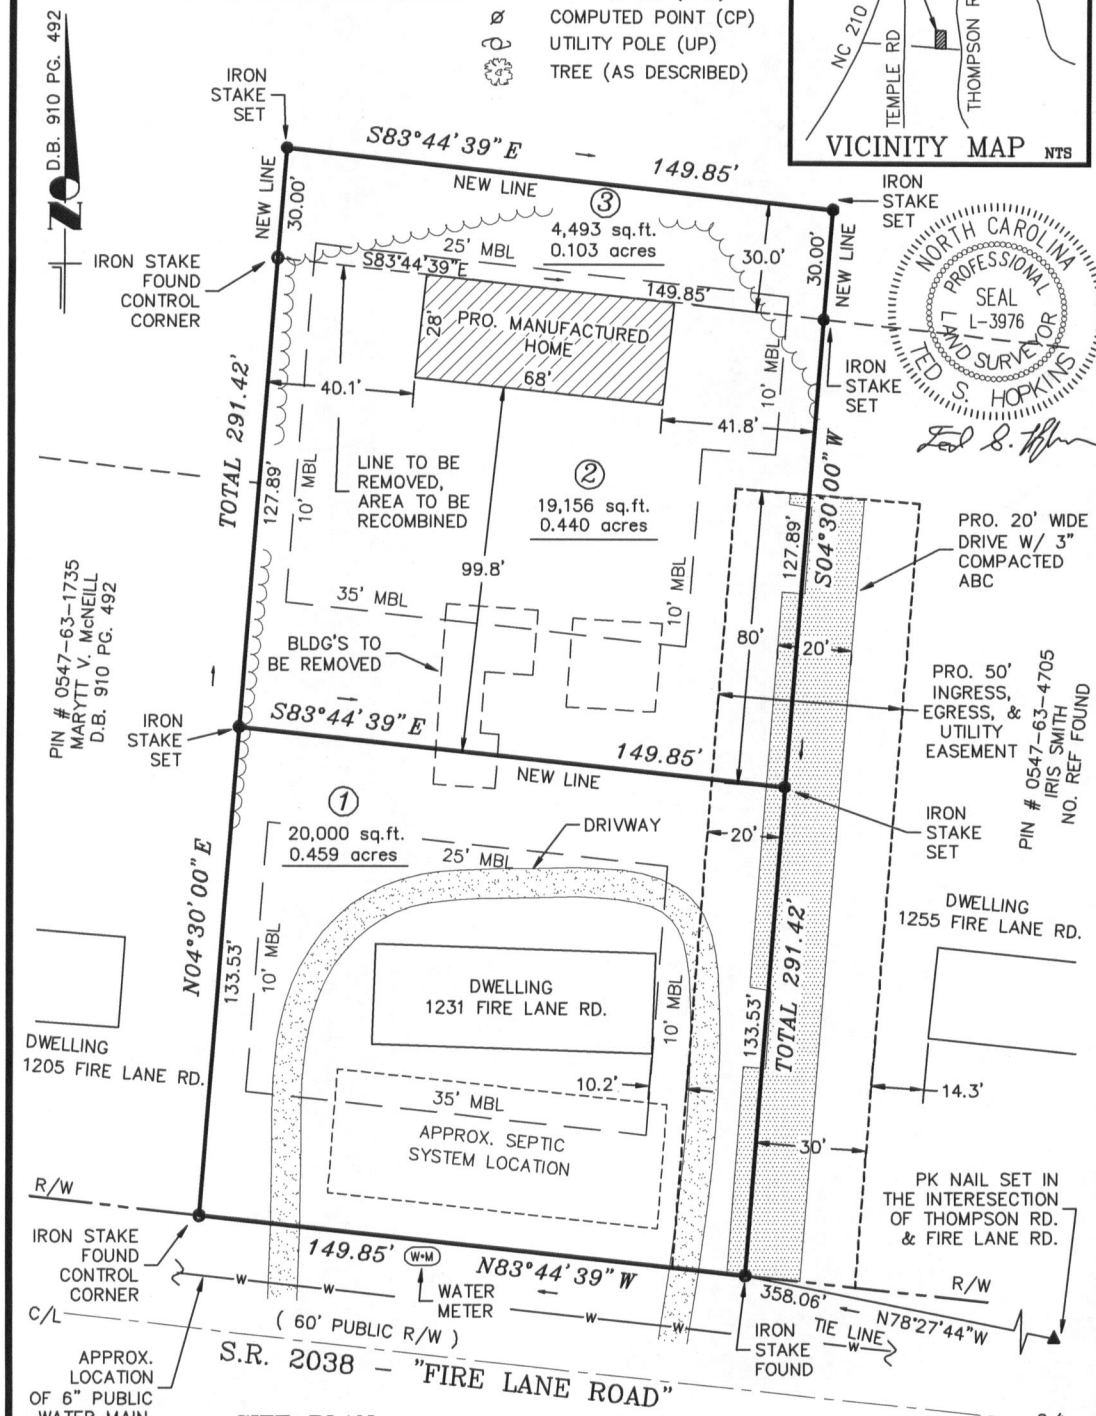 COMPUTED POINT (CP)
UTILITY POLE (UP)
TREE (AS DESCRIBED)
D.B. 910 PG. 492
N
NC 210
TEMPLE RD
THOMPSON
VICINITY MAP NTS
IRON
STAKE
SET
S83°44'39"E
149.85'
NEW LINE
NEW LINE
30.00'
3
4,493 sq.ft.
0.103 acres
30.0'
30.00'
NEW LINE
IRON
STAKE
SET
NORTH CAROLINA
PROFESSIONAL
SEAL
L-3976
LAND SURVEYOR
TED S. HOPKINS
IRON STAKE
FOUND
CONTROL
CORNER
25' MBL
S83°44'39"E
149.85'
PRO. MANUFACTURED
HOME
28'
68'
10' MBL
IRON
STAKE
SET
40.1'
41.8'
TOTAL 291.42'
127.89'
10' MBL
LINE TO BE
REMOVED,
AREA TO BE
RECOMBINED
2
19,156 sq.ft.
0.440 acres
99.8'
S04°30'00"W
127.89'
PRO. 20' WIDE
DRIVE W/ 3"
COMPACTED
ABC
35' MBL
10' MBL
80'
20'
BLDG'S TO
BE REMOVED
PIN # 0547-63-1735
MARYTT V. McNEILL
D.B. 910 PG. 492
PRO. 50'
INGRESS,
EGRESS, &
UTILITY
EASEMENT
PIN # 0547-63-4705
IRIS SMITH
NO. REF FOUND
IRON
STAKE
SET
S83°44'39"E
149.85'
NEW LINE
1
20,000 sq.ft.
0.459 acres
25' MBL
DRIVWAY
20'
IRON
STAKE
SET
N04°30'00"E
133.53'
10' MBL
DWELLING
1231 FIRE LANE RD.
10' MBL
133.53'
TOTAL 291.42'
DWELLING
1255 FIRE LANE RD.
DWELLING
1205 FIRE LANE RD.
10.2'
14.3'
35' MBL
APPROX. SEPTIC
SYSTEM LOCATION
30'
R/W
PK NAIL SET IN
THE INTERESECTION
OF THOMPSON RD.
& FIRE LANE RD.
IRON STAKE
FOUND
CONTROL
CORNER
149.85'
W-M
N83°44'39"W
WATER
METER
W W W W W
358.06'
N78°27'44"W
TIE LINE
R/W
IRON
STAKE
FOUND
C/L
( 60' PUBLIC R/W )
S.R. 2038 – "FIRE LANE ROAD"
APPROX.
LOCATION
OF 6" PUBLIC
WATER MAIN